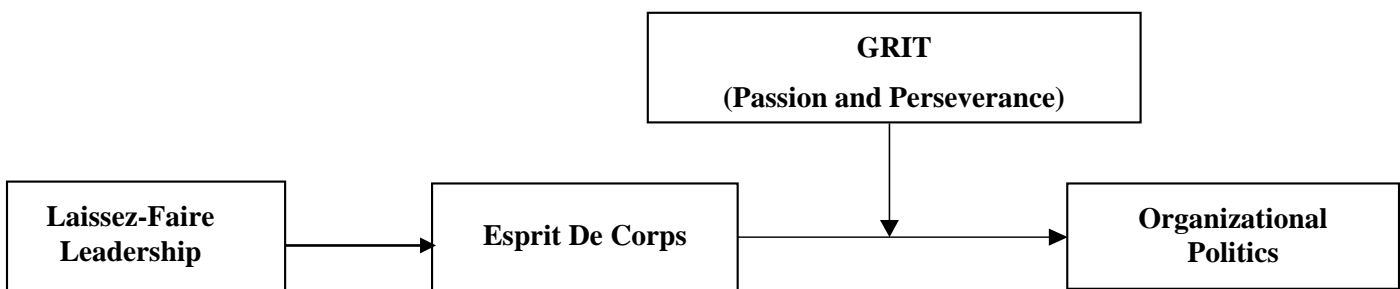 GRIT
(Passion and Perseverance)
Laissez-Faire
Leadership
Esprit De Corps
Organizational
Politics